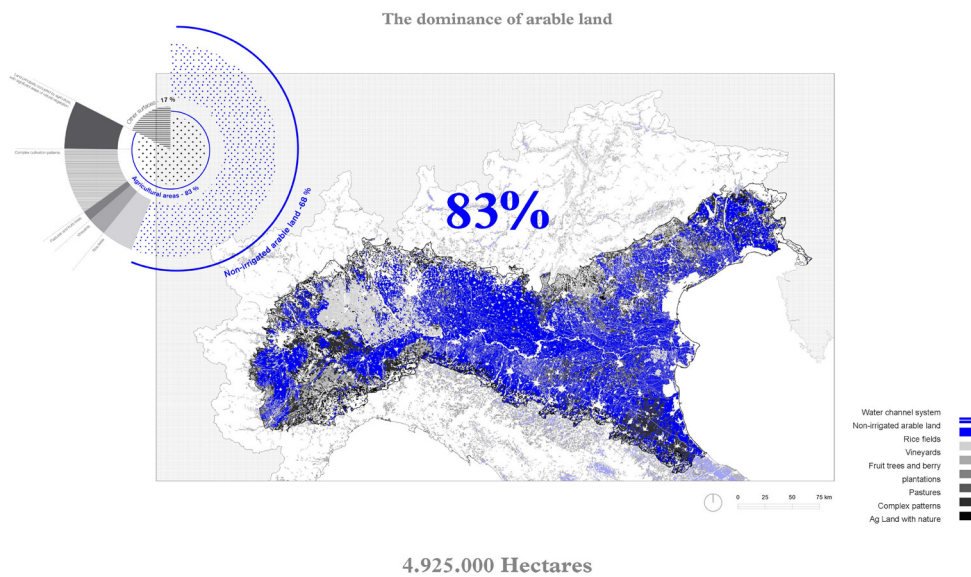 The dominance of arable land
Other surfaces - 17 %
Complex cultivation patterns
Agricultural areas - 83 %
Non-irrigated arable land -68 %
83%
Water channel system
Non-irrigated arable land
Rice fields
Vineyards
Fruit trees and berry
plantations
Pastures
Complex patterns
Ag Land with nature
0 25 50 75 km
4.925.000 Hectares